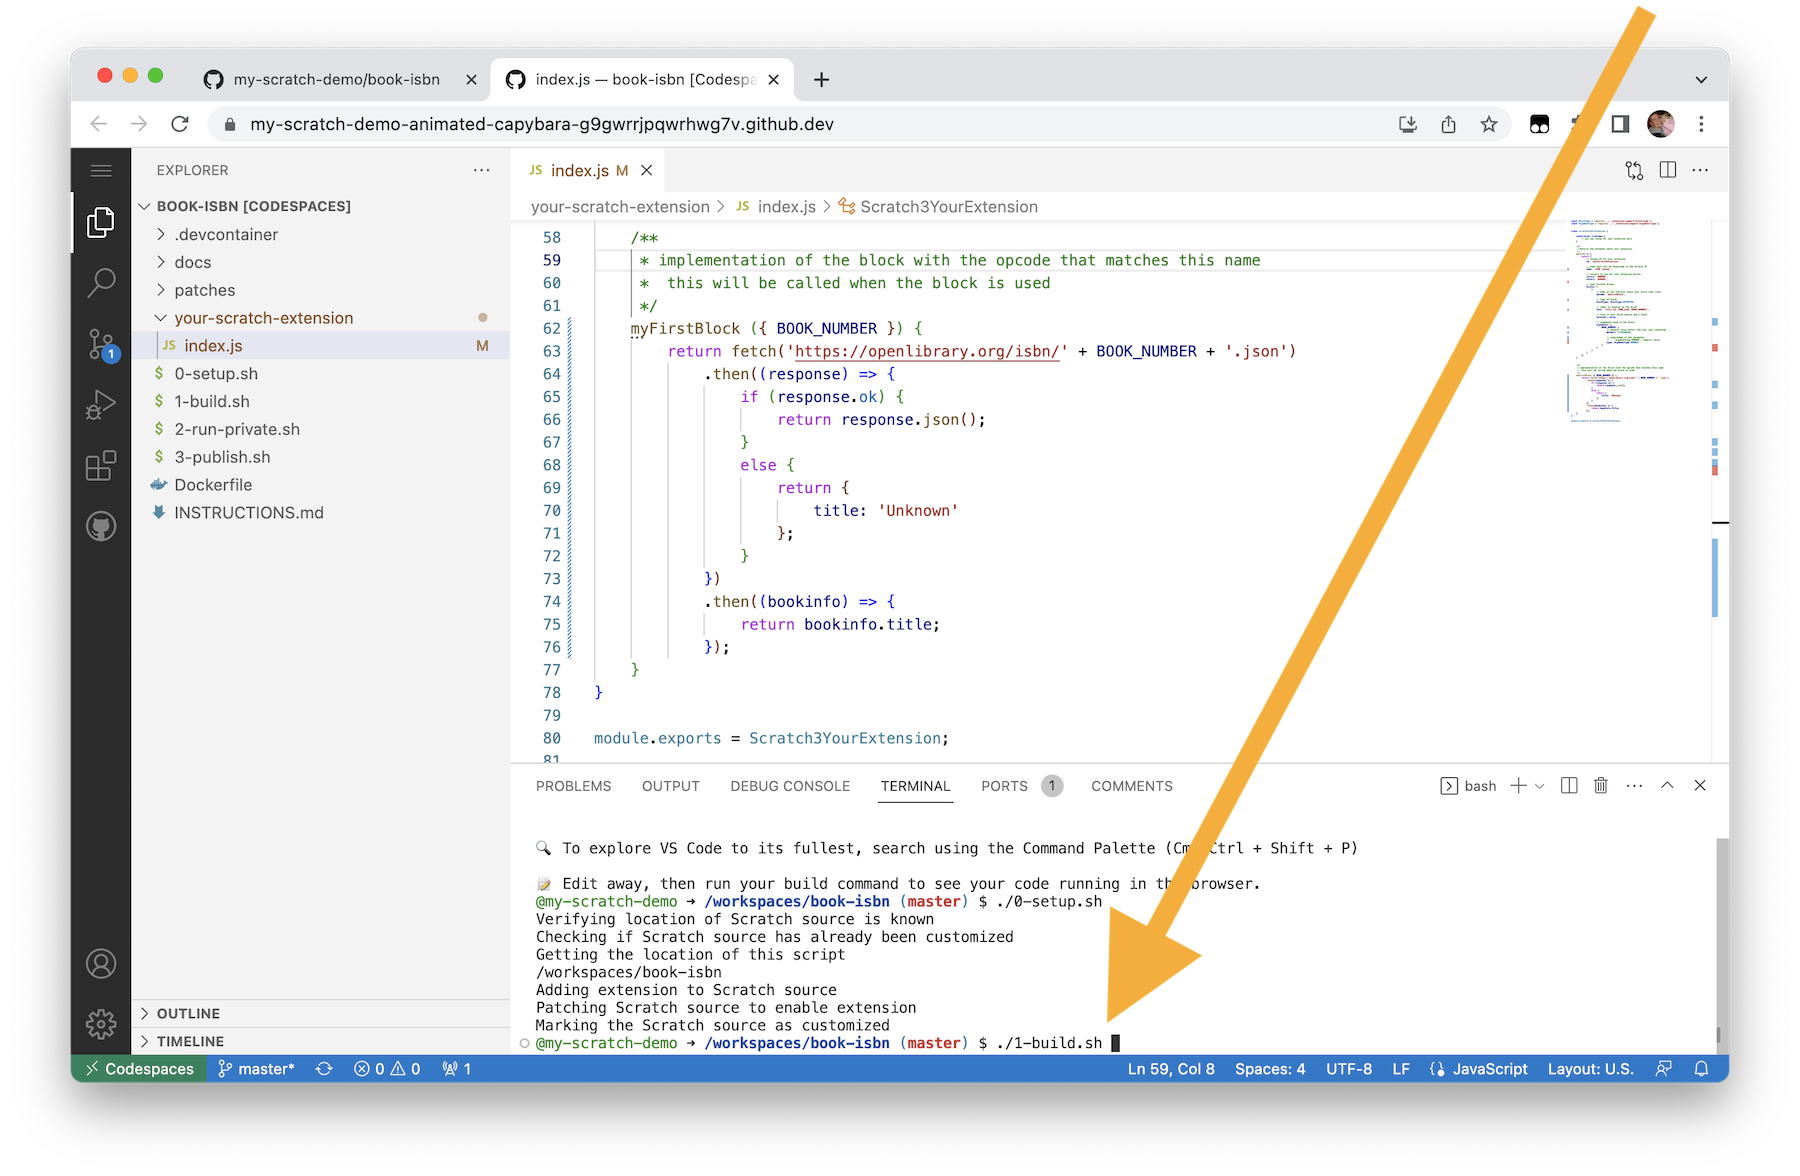 my-scratch-demo/book-isbn
index.js — book-isbn [Codespa
my-scratch-demo-animated-capybara-g9gwrrjpqwrhwg7v.github.dev
EXPLORER
BOOK-ISBN [CODESPACES]
.devcontainer
docs
patches
your-scratch-extension
JS index.js M
1
$ 0-setup.sh
$ 1-build.sh
$ 2-run-private.sh
$ 3-publish.sh
Dockerfile
INSTRUCTIONS.md
OUTLINE
TIMELINE
JS index.js M
your-scratch-extension > JS index.js > Scratch3YourExtension
58 /**
59 * implementation of the block with the opcode that matches this name
60 * this will be called when the block is used
61 */
62 myFirstBlock ({ BOOK_NUMBER }) {
63 return fetch('https://openlibrary.org/isbn/' + BOOK_NUMBER + '.json')
64 .then((response) => {
65 if (response.ok) {
66 return response.json();
67 }
68 else {
69 return {
70 title: 'Unknown'
71 };
72 }
73 })
74 .then((bookinfo) => {
75 return bookinfo.title;
76 });
77 }
78 }
79
80 module.exports = Scratch3YourExtension;
81
PROBLEMS OUTPUT DEBUG CONSOLE TERMINAL PORTS 1 COMMENTS
bash
To explore VS Code to its fullest, search using the Command Palette (Cm Ctrl + Shift + P)
Edit away, then run your build command to see your code running in th browser.
@my-scratch-demo ➜ /workspaces/book-isbn (master) $ ./0-setup.sh
Verifying location of Scratch source is known
Checking if Scratch source has already been customized
Getting the location of this script
/workspaces/book-isbn
Adding extension to Scratch source
Patching Scratch source to enable extension
Marking the Scratch source as customized
@my-scratch-demo ➜ /workspaces/book-isbn (master) $ ./1-build.sh
Codespaces master* 0 0 1
Ln 59, Col 8 Spaces: 4 UTF-8 LF JavaScript Layout: U.S.